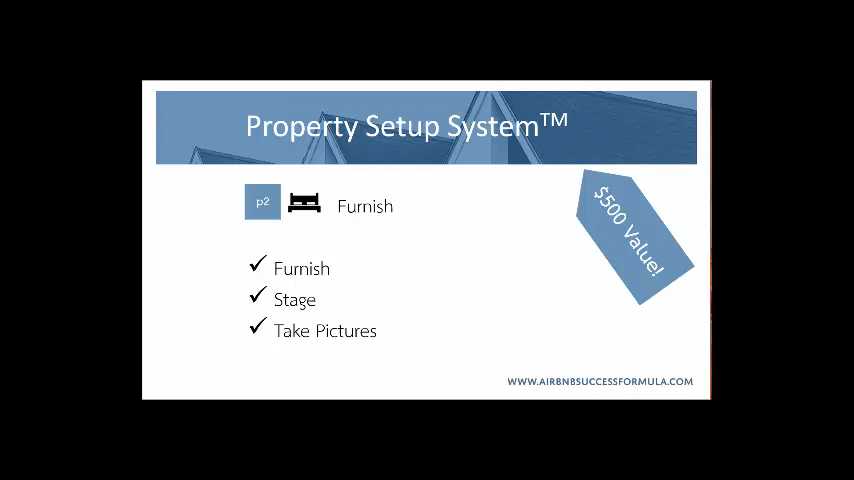 Property Setup System™
p2 Furnish
$500 Value!
✓ Furnish
✓ Stage
✓ Take Pictures
WWW.AIRBNBSUCCESSFORMULA.COM